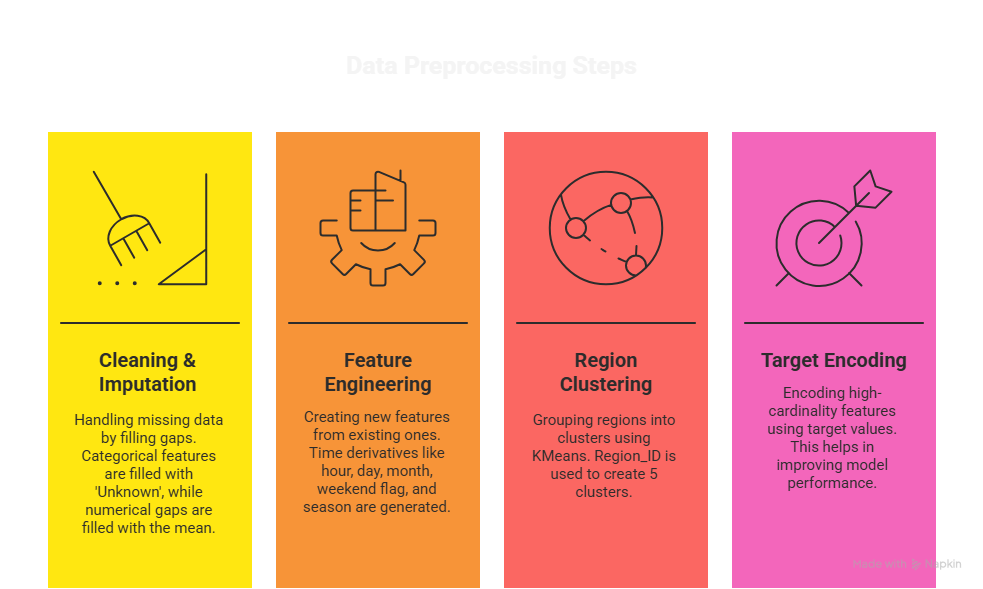 Data Preprocessing Steps
Cleaning &
Imputation
Handling missing data
by filling gaps.
Categorical features
are filled with
'Unknown', while
numerical gaps are
filled with the mean.
Feature
Engineering
Creating new features
from existing ones.
Time derivatives like
hour, day, month,
weekend flag, and
season are generated.
Region
Clustering
Grouping regions into
clusters using
KMeans. Region_ID is
used to create 5
clusters.
Target Encoding
Encoding high-
cardinality features
using target values.
This helps in
improving model
performance.
Made with Napkin